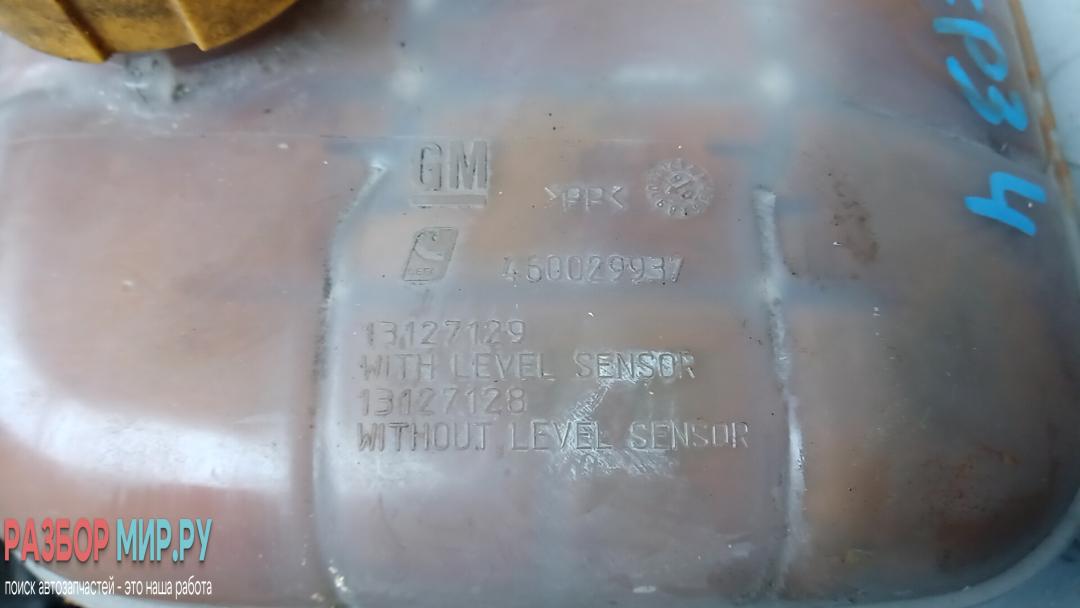 GM
>PP<
460029937
13127129
WITH LEVEL SENSOR
13127128
WITHOUT LEVEL SENSOR
4
РАЗБОР МИР.РУ
поиск автозапчастей - это наша работа